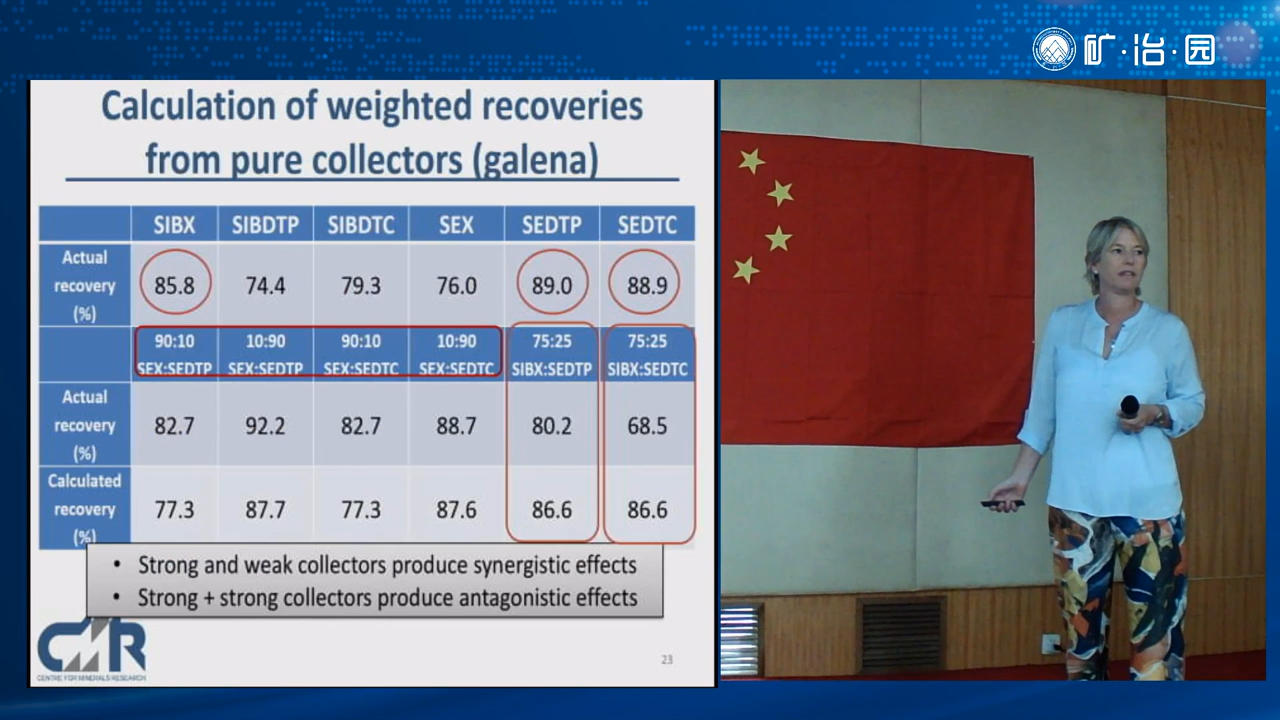 矿·冶·园
Calculation of weighted recoveries
from pure collectors (galena)
SIBX SIBDTP SIBDTC SEX SEDTP SEDTC
Actual recovery (%) 85.8 74.4 79.3 76.0 89.0 88.9
90:10 SEX:SEDTP 10:90 SEX:SEDTP 90:10 SEX:SEDTC 10:90 SEX:SEDTC 75:25 SIBX:SEDTP 75:25 SIBX:SEDTC
Actual recovery (%) 82.7 92.2 82.7 88.7 80.2 68.5
Calculated recovery (%) 77.3 87.7 77.3 87.6 86.6 86.6
• Strong and weak collectors produce synergistic effects
• Strong + strong collectors produce antagonistic effects
CMR
CENTRE FOR MINERALS RESEARCH
23